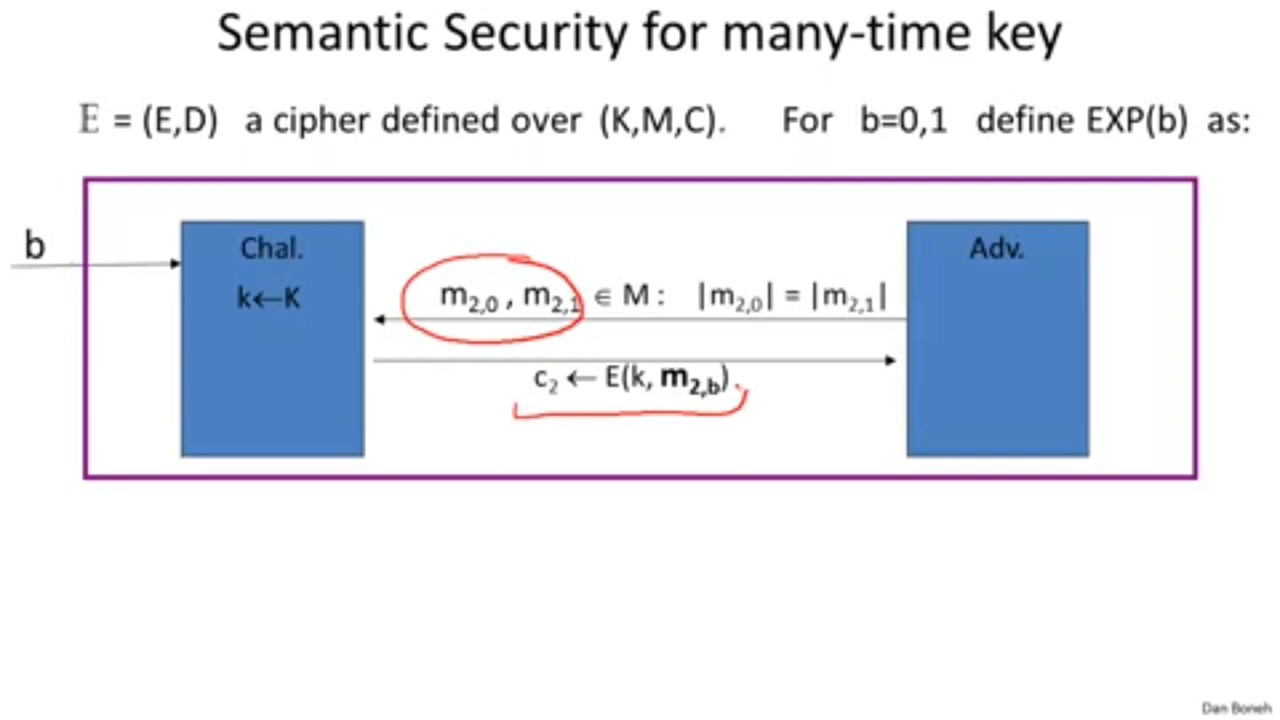 Semantic Security for many-time key
𝔼 = (E,D) a cipher defined over (K,M,C). For b=0,1 define EXP(b) as:
b
Chal.
Adv.
k←K
m₂,₀ , m₂,₁ ∈ M : |m₂,₀| = |m₂,₁|
c₂ ← E(k, m₂,b)
Dan Boneh